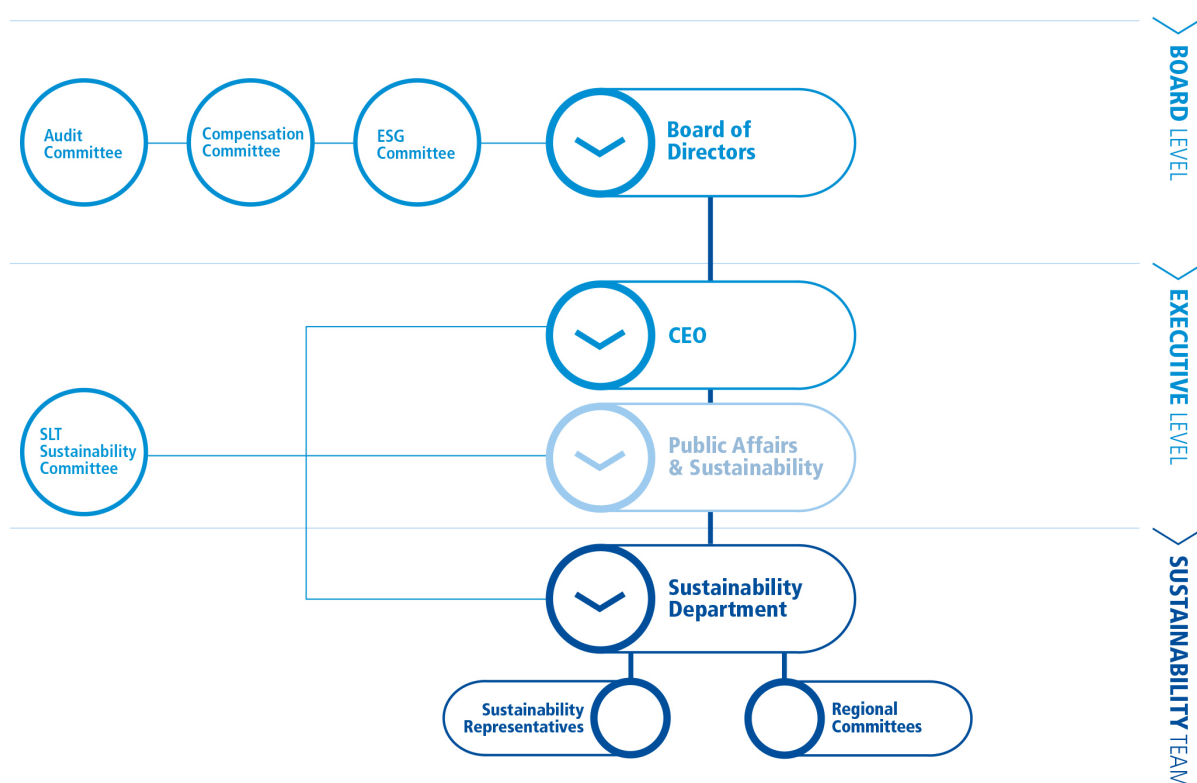 BOARD LEVEL
Audit
Committee
Compensation
Committee
ESG
Committee
Board of
Directors
EXECUTIVE LEVEL
CEO
SLT
Sustainability
Committee
Public Affairs
& Sustainability
SUSTAINABILITY TEAM
Sustainability
Department
Sustainability
Representatives
Regional
Committees